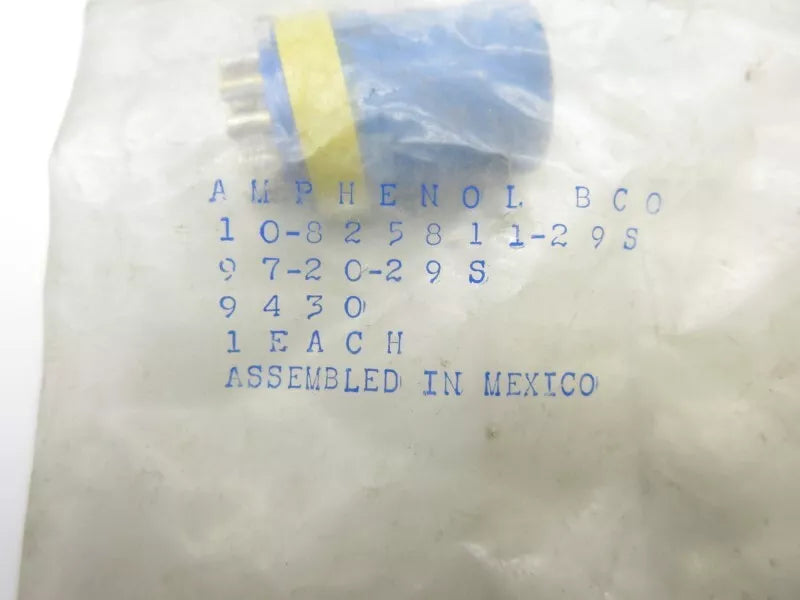 AMPHENOL BCO
10-825811-29S
97-20-29S
9430
1 EACH
ASSEMBLED IN MEXICO